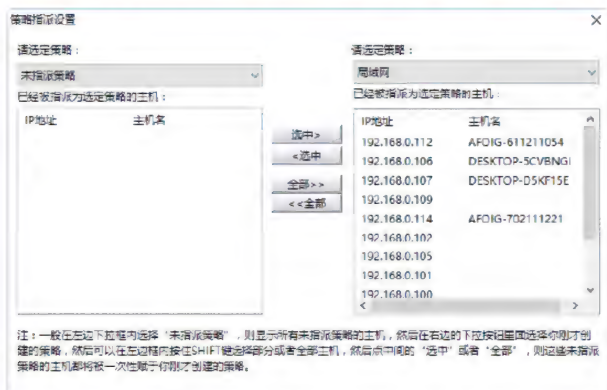 策略指派设置
请选定策略：
未指派策略
已经被指派为选定策略的主机：
IP地址 主机名
选中>
<选中
全部>>
<<全部
请选定策略：
局域网
已经被指派为选定策略的主机：
IP地址 主机名
192.168.0.112 AFOIG-611211054
192.168.0.106 DESKTOP-5CVBNGI
192.168.0.107 DESKTOP-D5KF15E
192.168.0.109
192.168.0.114 AFOIG-702111221
192.168.0.102
192.168.0.105
192.168.0.101
192.168.0.100
注：一般在左边下拉框内选择“未指派策略”，则显示所有未指派策略的主机，然后在右边的下拉按钮里面选择你刚才创
建的策略，然后可以在左边框内按住SHIFT键选择部分或者全部主机，然后点中间的“选中”或者“全部”，则这些未指派
策略的主机都将被一次性赋于你刚才创建的策略。